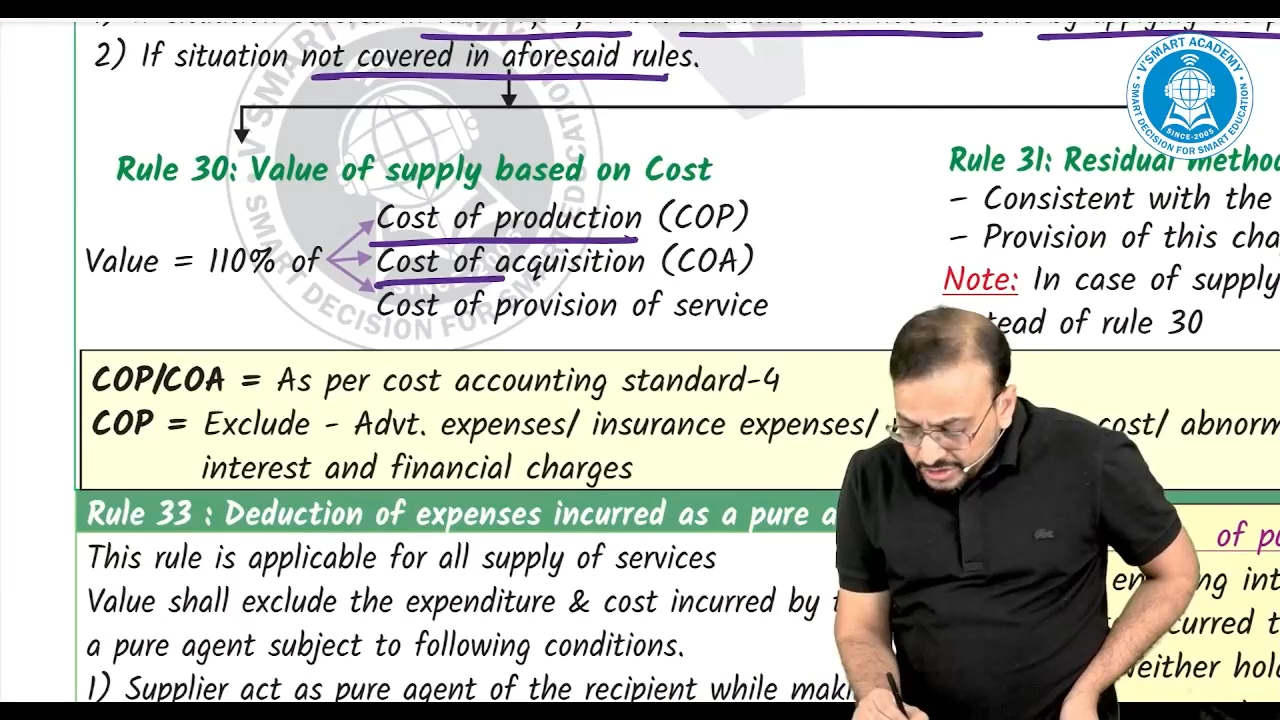 2) If situation not covered in aforesaid rules.
V'SMART ACADEMY
SMART DECISION FOR SMART EDUCATION
SINCE-2005
Rule 30: Value of supply based on Cost
Value = 110% of
Cost of production (COP)
Cost of acquisition (COA)
Cost of provision of service
Rule 31: Residual
– Consistent with the
– Provision of this
Note: In case of supply
of rule 30
COP/COA = As per cost accounting standard-4
COP = Exclude - Advt. expenses/ insurance expenses/ cost/
interest and financial charges
Rule 33 : Deduction of expenses incurred as a pure
This rule is applicable for all supply of services
Value shall exclude the expenditure & cost incurred by
a pure agent subject to following conditions.
1) Supplier act as pure agent of the recipient while
of